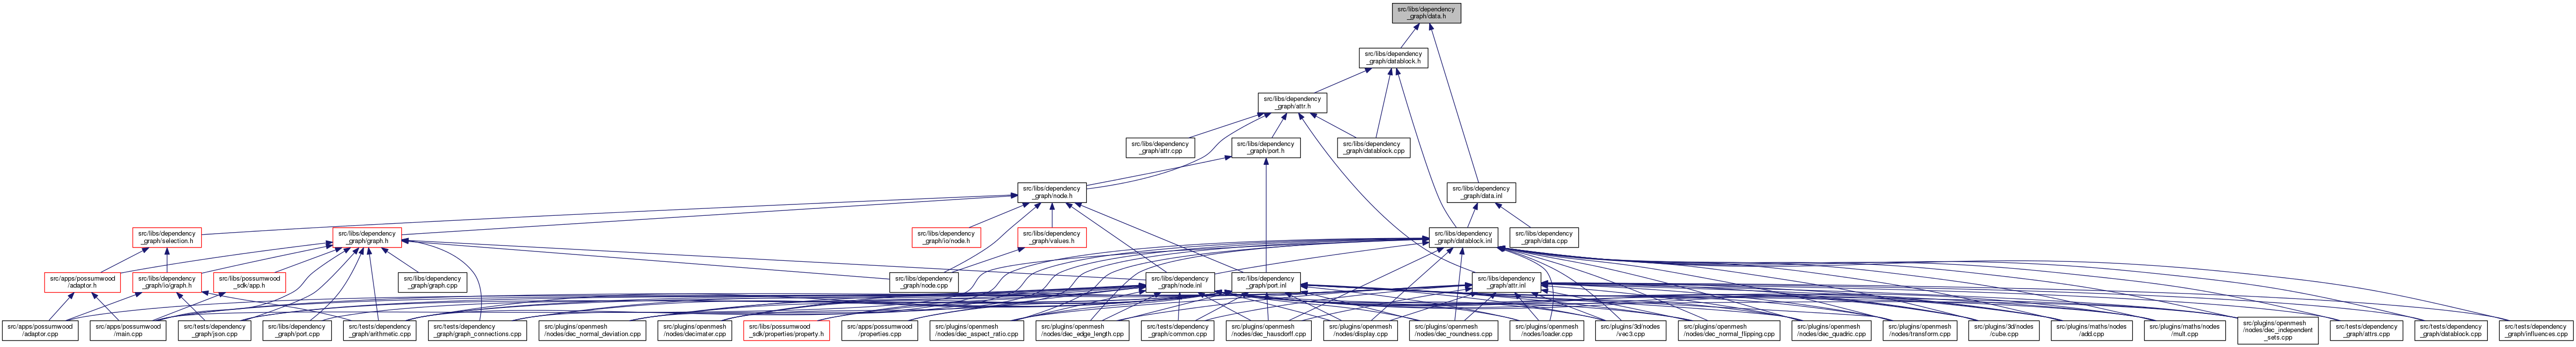 src/libs/dependency
_graph/data.h
src/libs/dependency
_graph/datablock.h
src/libs/dependency
_graph/attr.h
src/libs/dependency
_graph/attr.cpp
src/libs/dependency
_graph/port.h
src/libs/dependency
_graph/datablock.cpp
src/libs/dependency
_graph/node.h
src/libs/dependency
_graph/data.inl
src/libs/dependency
_graph/selection.h
src/libs/dependency
_graph/graph.h
src/libs/dependency
_graph/io/node.h
src/libs/dependency
_graph/values.h
src/libs/dependency
_graph/datablock.inl
src/libs/dependency
_graph/data.cpp
src/apps/possumwood
/adaptor.h
src/libs/dependency
_graph/io/graph.h
src/libs/possumwood
_sdk/app.h
src/libs/dependency
_graph/graph.cpp
src/libs/dependency
_graph/node.cpp
src/libs/dependency
_graph/node.inl
src/libs/dependency
_graph/port.inl
src/libs/dependency
_graph/attr.inl
src/apps/possumwood
/adaptor.cpp
src/apps/possumwood
/main.cpp
src/tests/dependency
_graph/json.cpp
src/libs/dependency
_graph/port.cpp
src/tests/dependency
_graph/arithmetic.cpp
src/tests/dependency
_graph/graph_connections.cpp
src/plugins/openmesh
/nodes/dec_normal_deviation.cpp
src/plugins/openmesh
/nodes/decimater.cpp
src/libs/possumwood
_sdk/properties/property.h
src/apps/possumwood
/properties.cpp
src/plugins/openmesh
/nodes/dec_aspect_ratio.cpp
src/plugins/openmesh
/nodes/dec_edge_length.cpp
src/tests/dependency
_graph/common.cpp
src/plugins/openmesh
/nodes/dec_hausdorff.cpp
src/plugins/openmesh
/nodes/display.cpp
src/plugins/openmesh
/nodes/dec_roundness.cpp
src/plugins/openmesh
/nodes/loader.cpp
src/plugins/3d/nodes
/vec3.cpp
src/plugins/openmesh
/nodes/dec_normal_flipping.cpp
src/plugins/openmesh
/nodes/dec_quadric.cpp
src/plugins/openmesh
/nodes/transform.cpp
src/plugins/3d/nodes
/cube.cpp
src/plugins/maths/nodes
/add.cpp
src/plugins/maths/nodes
/mult.cpp
src/plugins/openmesh
/nodes/dec_independent
_sets.cpp
src/tests/dependency
_graph/attrs.cpp
src/tests/dependency
_graph/datablock.cpp
src/tests/dependency
_graph/influences.cpp